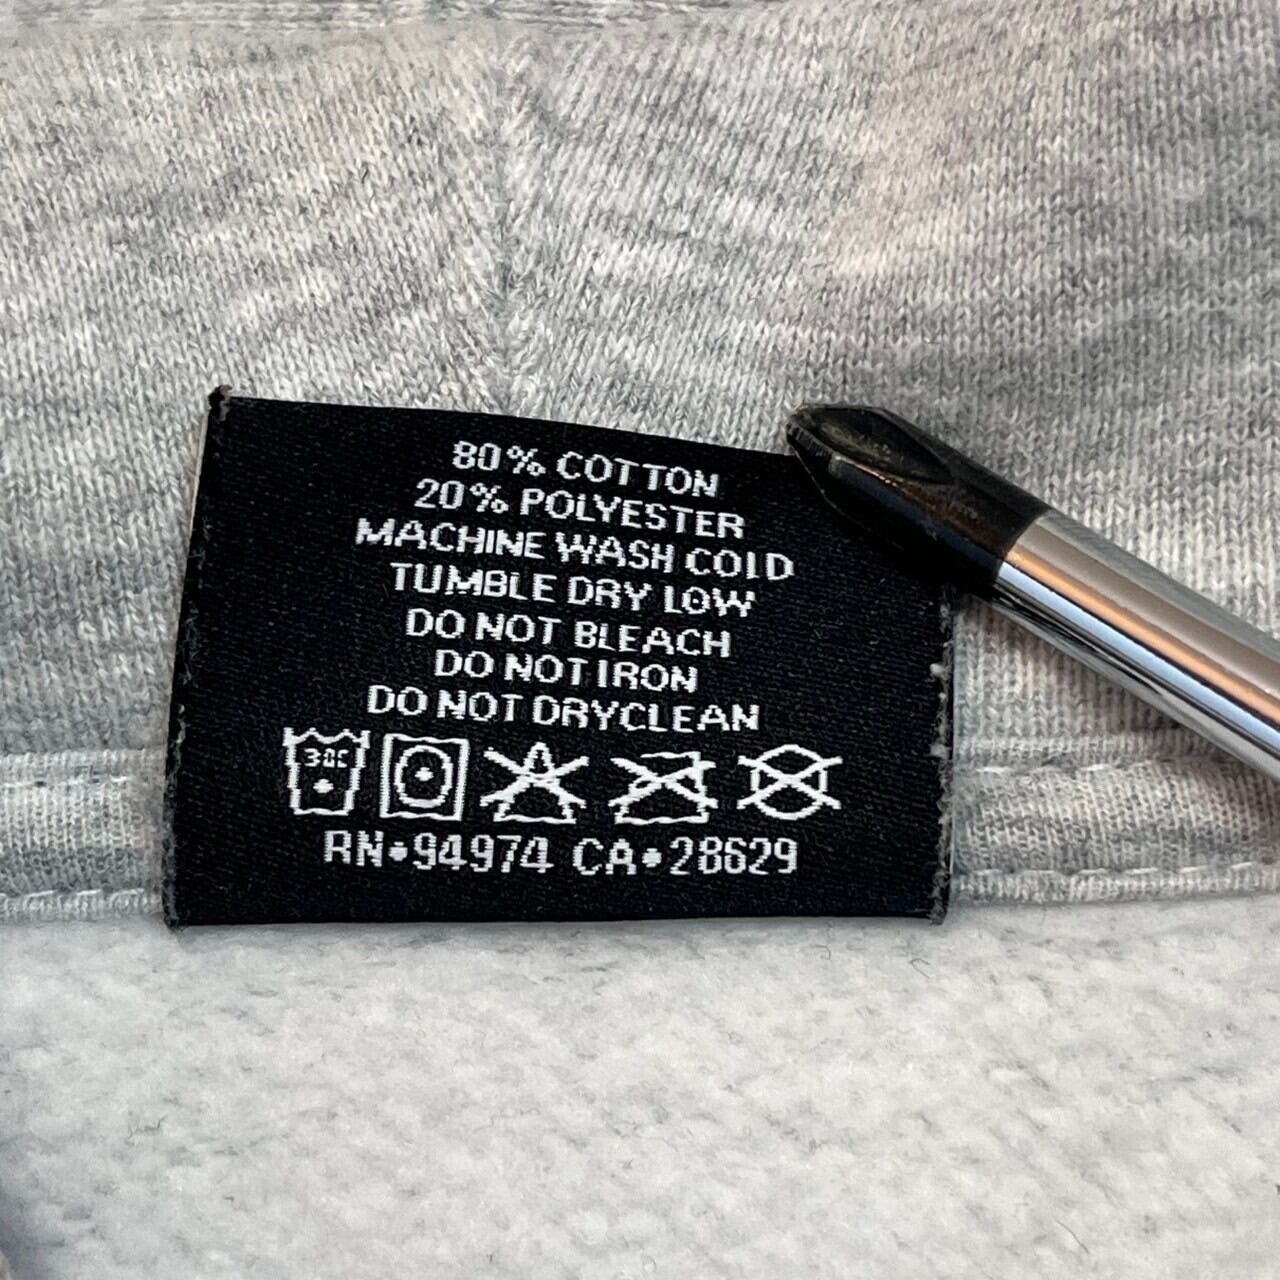 80% COTTON
20% POLYESTER
MACHINE WASH COLD
TUMBLE DRY LOW
DO NOT BLEACH
DO NOT IRON
DO NOT DRYCLEAN
30C
RN•94974 CA•28629